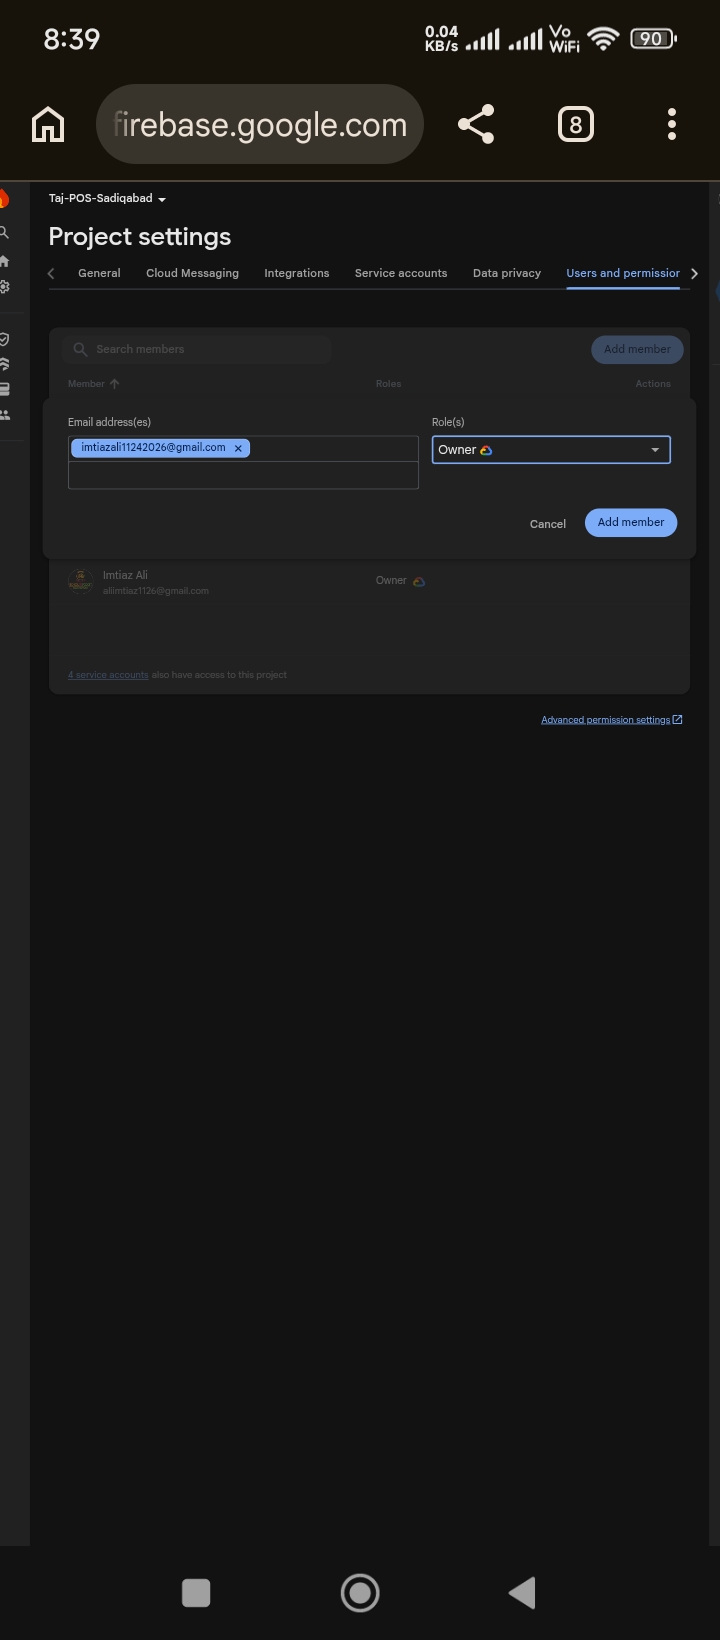 8:39
0.04
KB/s
Vo
WiFi
90
firebase.google.com
8
Taj-POS-Sadiqabad
Project settings
General Cloud Messaging Integrations Service accounts Data privacy Users and permission
Search members
Add member
Member Roles Actions
Email address(es) Role(s)
imtiazali11242026@gmail.com
Owner
Cancel Add member
Imtiaz Ali
aliimtiaz1126@gmail.com
Owner
4 service accounts also have access to this project
Advanced permission settings